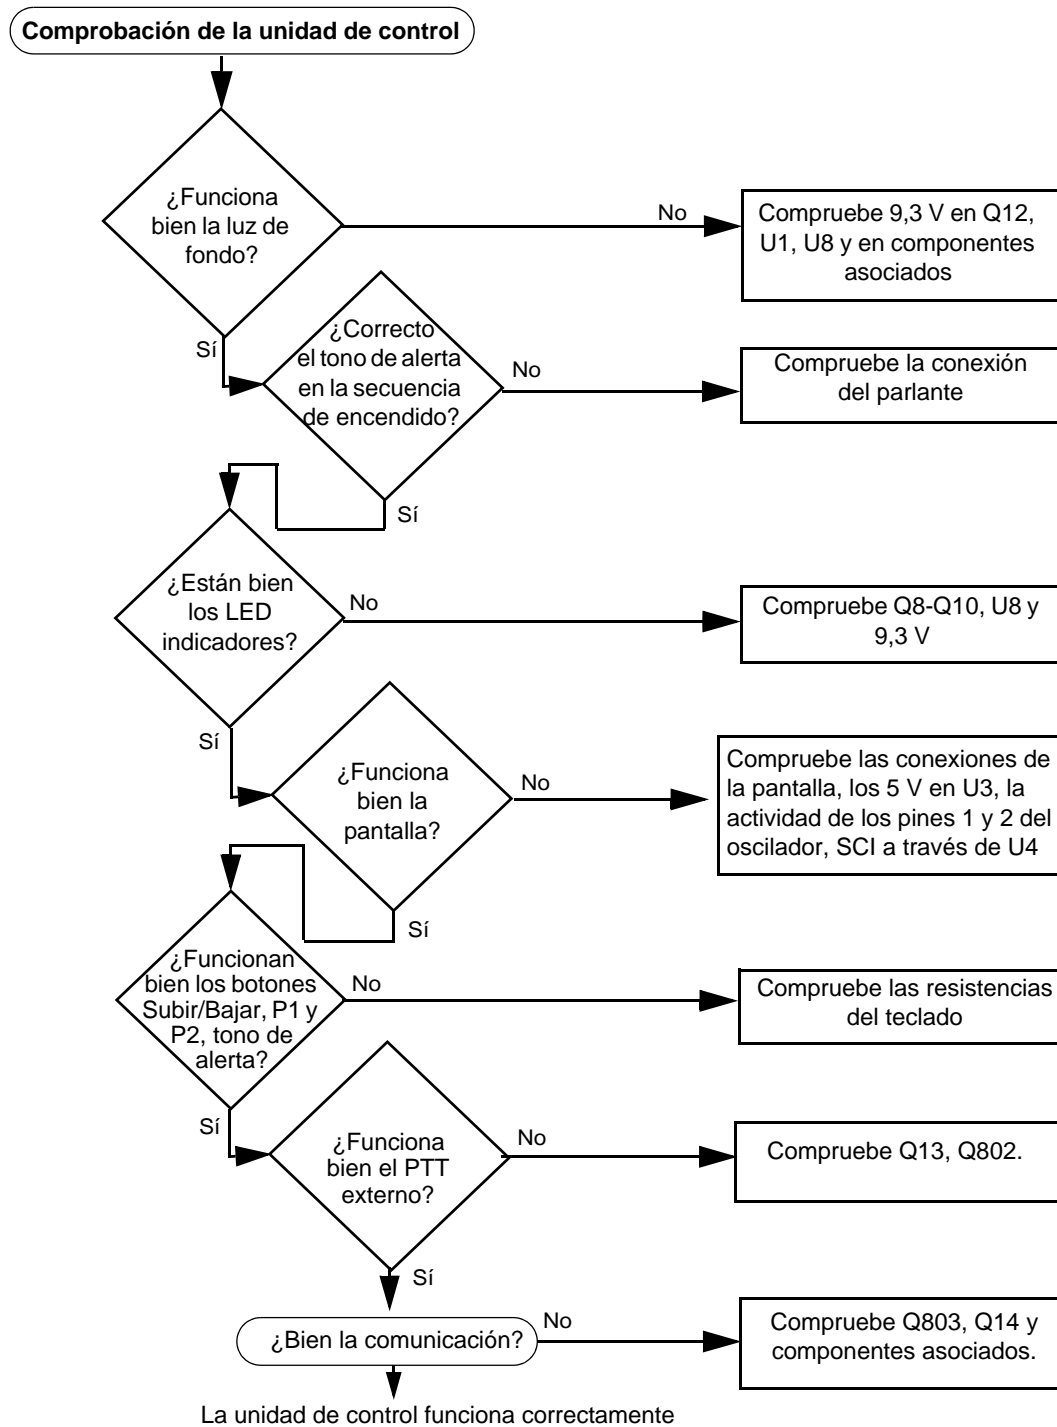 Comprobación de la unidad de control
¿Funciona
bien la luz de
fondo?
No
Compruebe 9,3 V en Q12,
U1, U8 y en componentes
asociados
Sí
¿Correcto
el tono de alerta
en la secuencia
de encendido?
No
Compruebe la conexión
del parlante
Sí
¿Están bien
los LED
indicadores?
No
Compruebe Q8-Q10, U8 y
9,3 V
Sí
¿Funciona
bien la
pantalla?
No
Compruebe las conexiones de
la pantalla, los 5 V en U3, la
actividad de los pines 1 y 2 del
oscilador, SCI a través de U4
Sí
¿Funcionan
bien los botones
Subir/Bajar, P1 y
P2, tono de
alerta?
No
Compruebe las resistencias
del teclado
Sí
¿Funciona
bien el PTT
externo?
No
Compruebe Q13, Q802.
Sí
¿Bien la comunicación?
No
Compruebe Q803, Q14 y
componentes asociados.
La unidad de control funciona correctamente